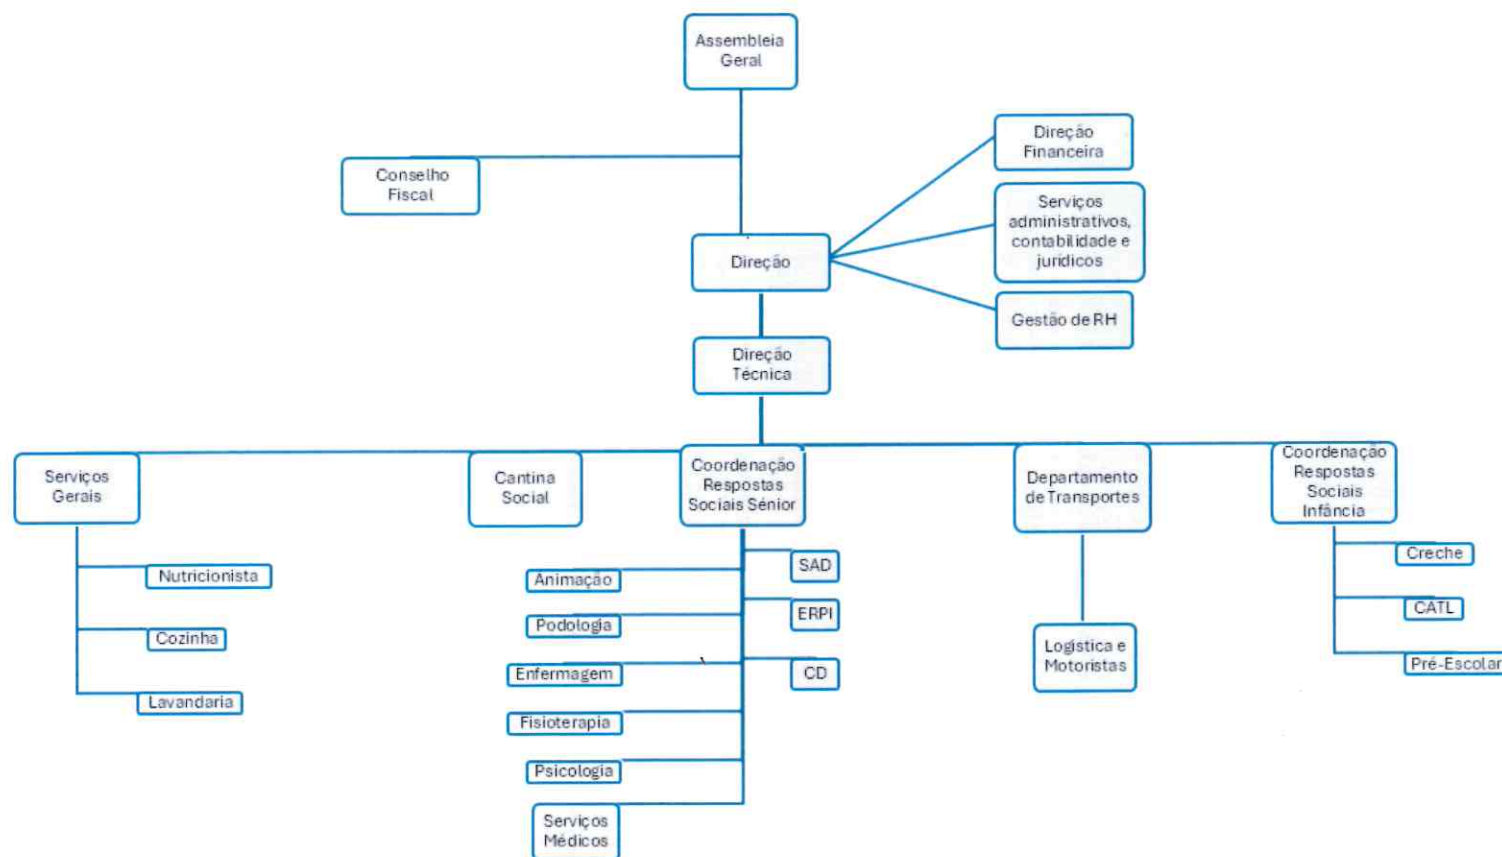 Assembleia
Geral
Conselho
Fiscal
Direção
Financeira
Serviços
administrativos,
contabilidade e
jurídicos
Direção
Gestão de RH
Direção
Técnica
Serviços
Gerais
Cantina
Social
Coordenação
Respostas
Sociais Sénior
Departamento
de Transportes
Coordenação
Respostas
Sociais
Infância
Nutricionista
Cozinha
Lavandaria
Animação
Podologia
Enfermagem
Fisioterapia
Psicologia
Serviços
Médicos
SAD
ERPI
CD
Logística e
Motoristas
Creche
CATL
Pré-Escolar